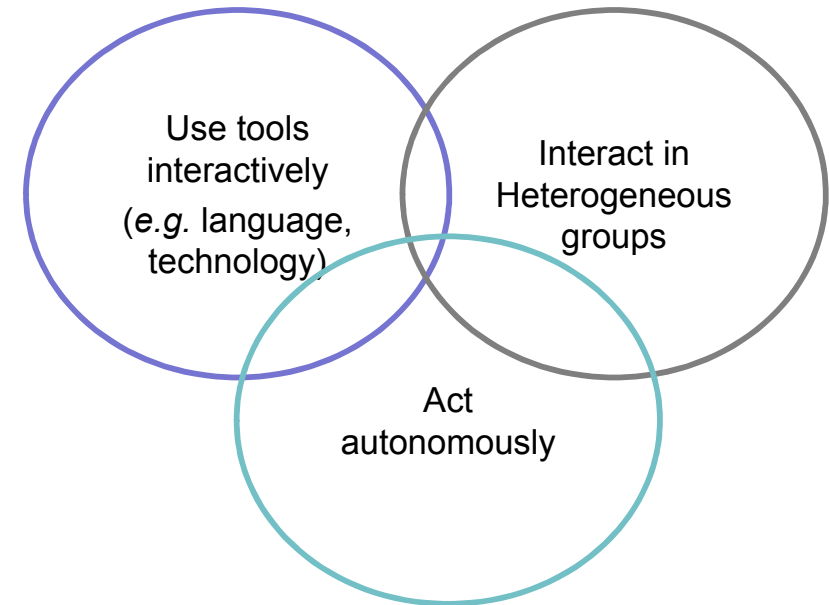 Use tools
interactively
(e.g. language,
technology)
Interact in
Heterogeneous
groups
Act
autonomously